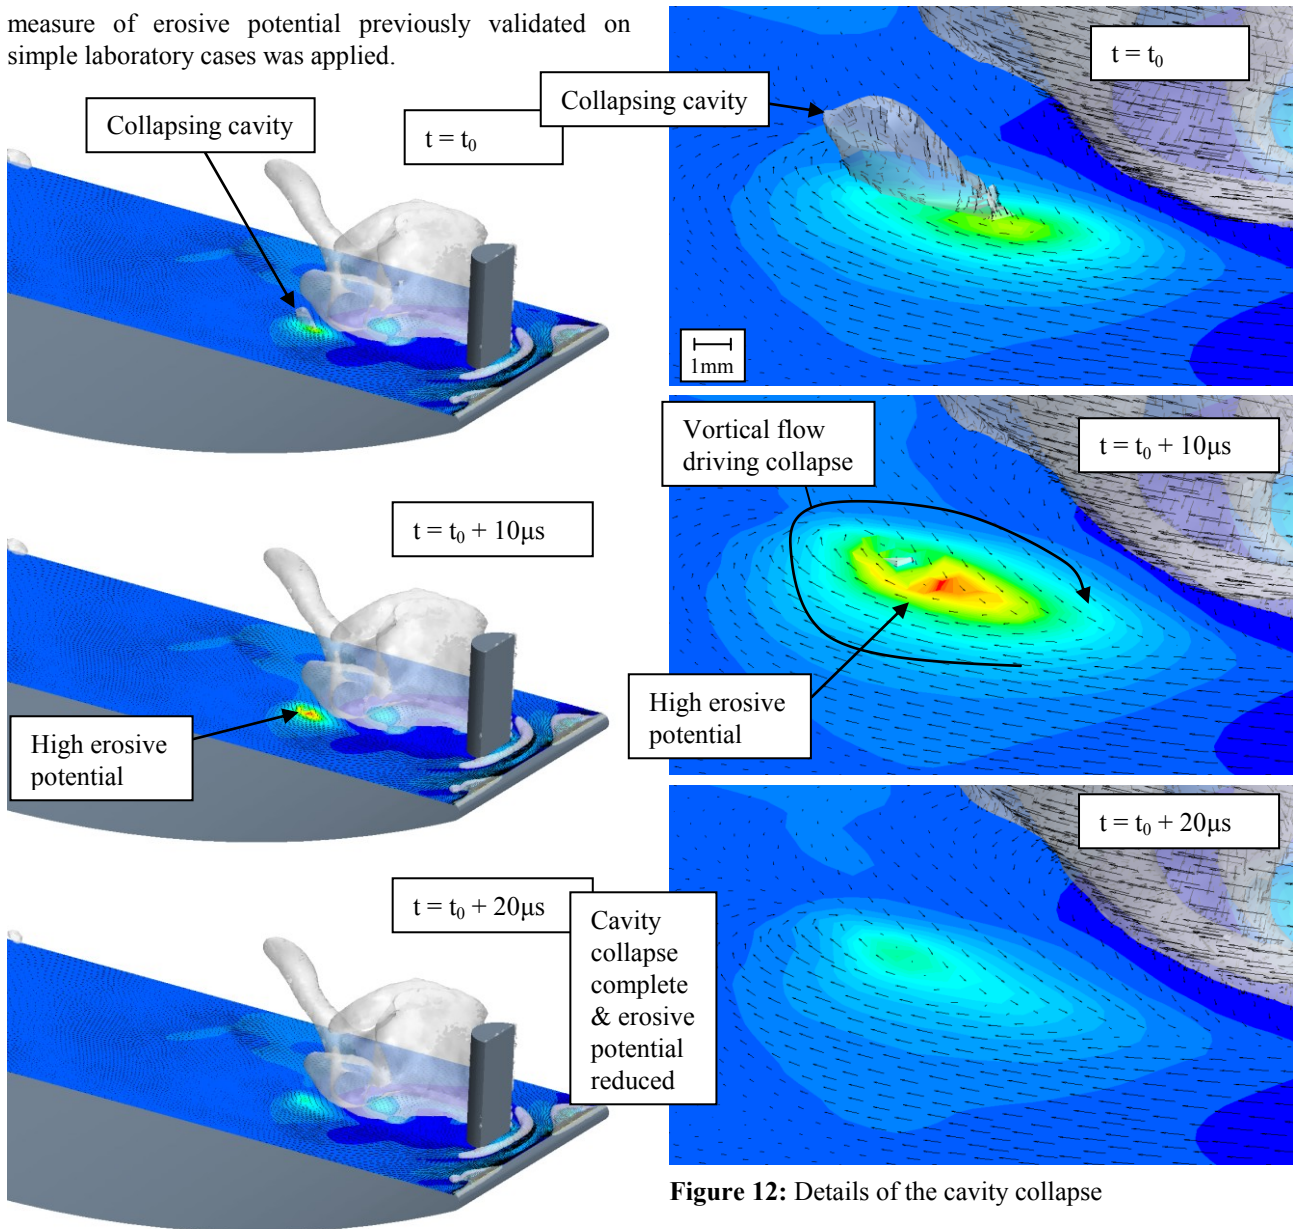 measure of erosive potential previously validated on
simple laboratory cases was applied.
Collapsing cavity
t = t₀
Collapsing cavity
t = t₀
1mm
t = t₀ + 10μs
High erosive
potential
Vortical flow
driving collapse
t = t₀ + 10μs
High erosive
potential
t = t₀ + 20μs
Cavity
collapse
complete
& erosive
potential
reduced
t = t₀ + 20μs
Figure 12: Details of the cavity collapse